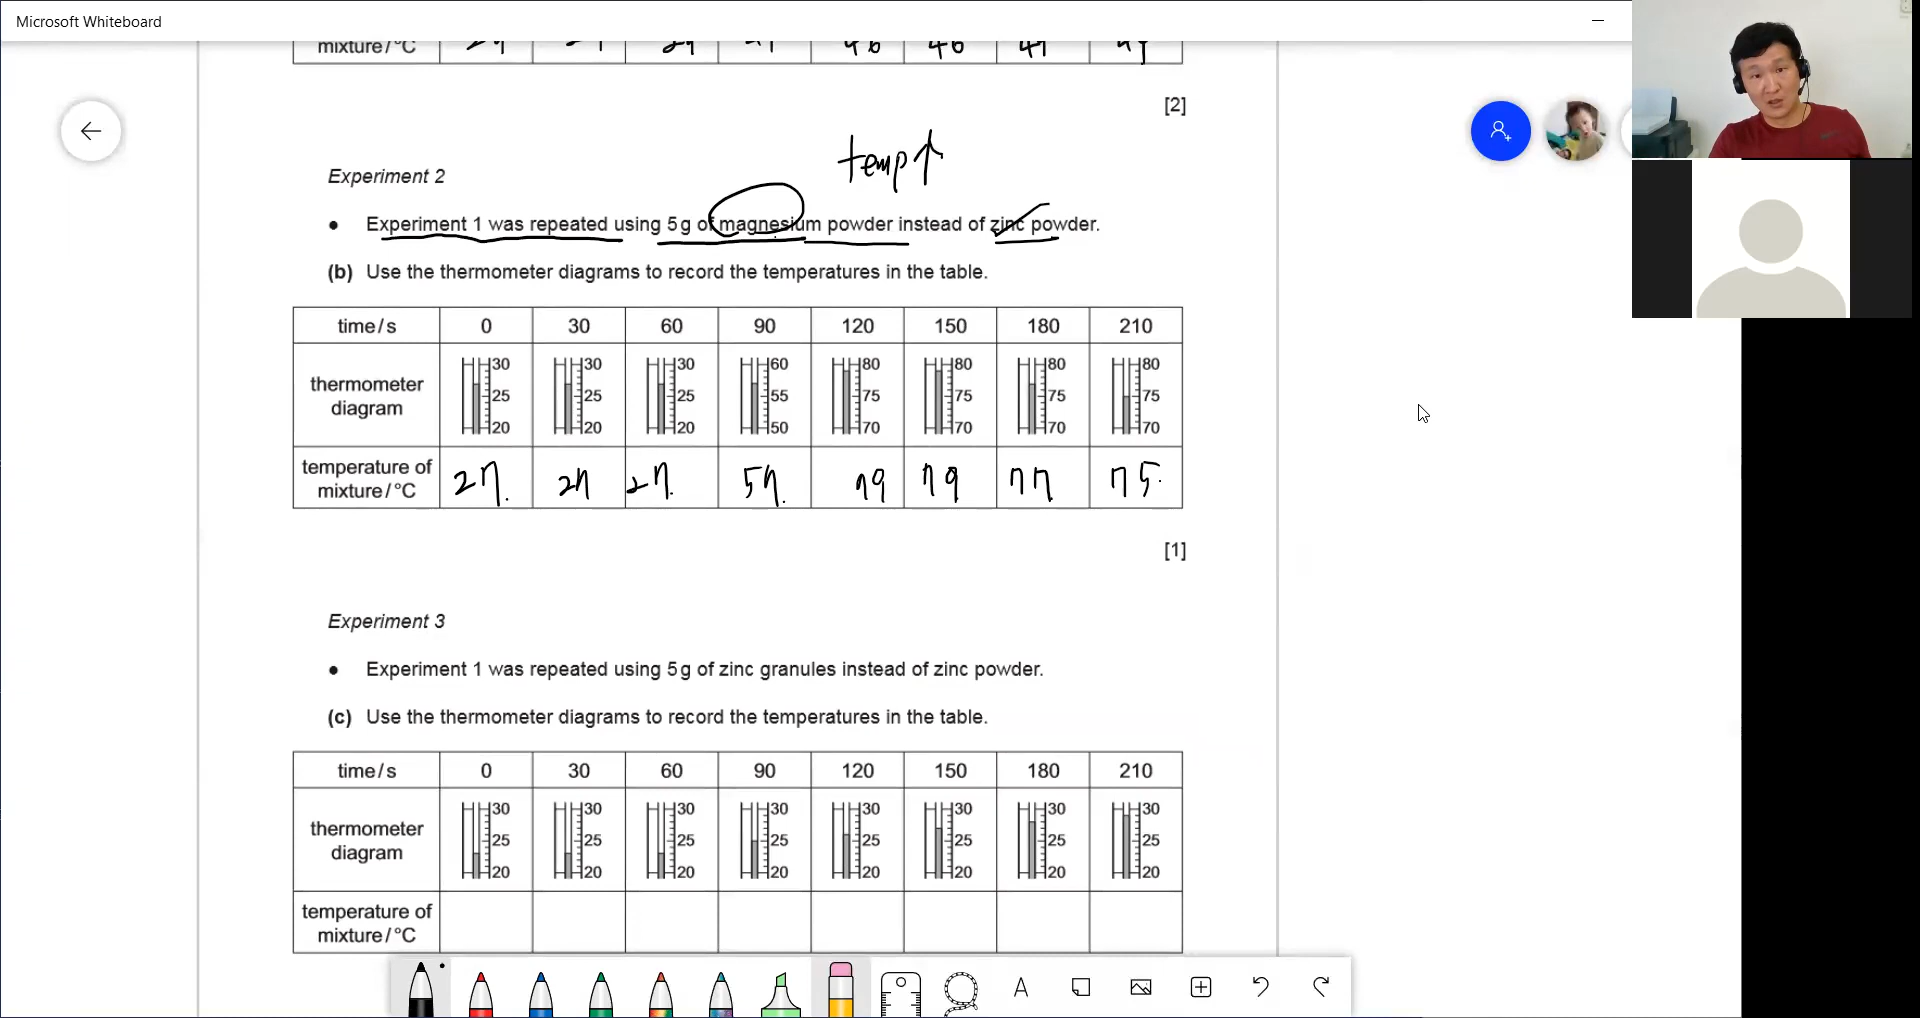 Microsoft Whiteboard
mixture / °C 46 46 47
[2]
temp↑
Experiment 2
● Experiment 1 was repeated using 5 g of magnesium powder instead of zinc powder.
(b) Use the thermometer diagrams to record the temperatures in the table.
time / s 0 30 60 90 120 150 180 210
thermometer diagram
30 30 30 60 80 80 80 80
25 25 25 55 75 75 75 75
20 20 20 50 70 70 70 70
temperature of
mixture / °C 27. 27 27. 57. 79 79 77 75.
[1]
Experiment 3
● Experiment 1 was repeated using 5 g of zinc granules instead of zinc powder.
(c) Use the thermometer diagrams to record the temperatures in the table.
time / s 0 30 60 90 120 150 180 210
thermometer diagram
30 30 30 30 30 30 30 30
25 25 25 25 25 25 25 25
20 20 20 20 20 20 20 20
temperature of
mixture / °C
A